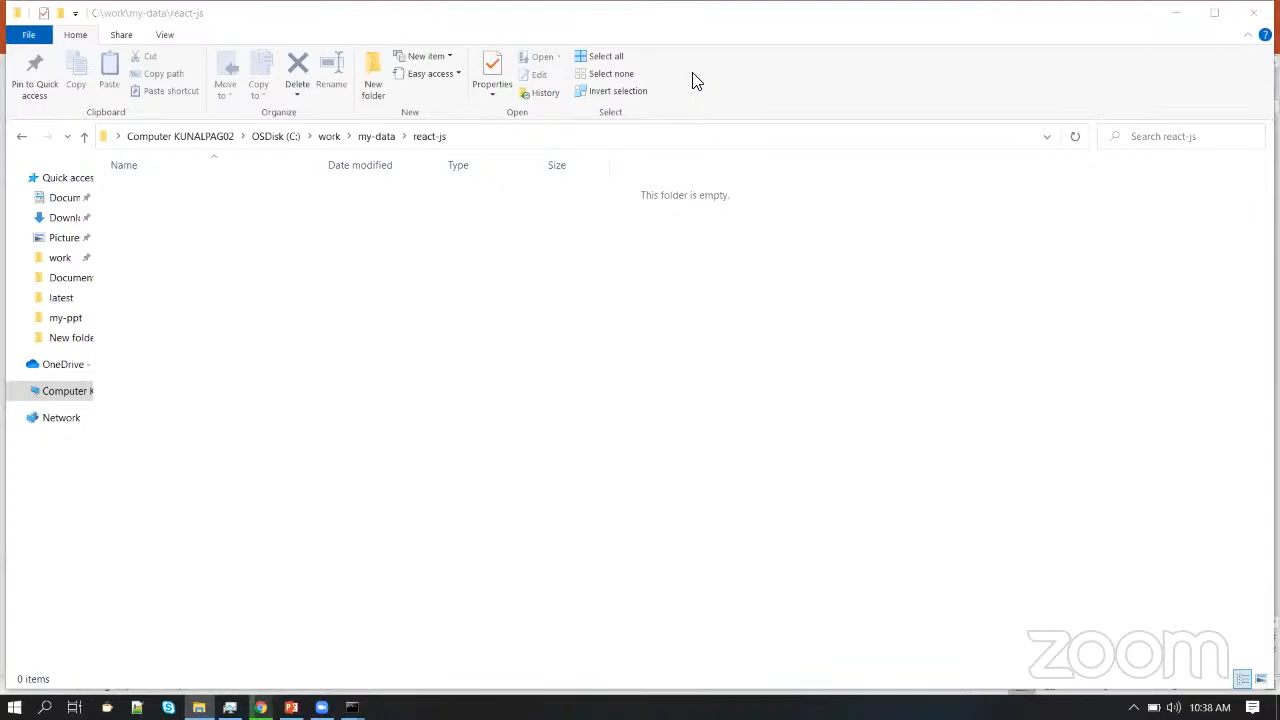 C:\work\my-data\react-js
File Home Share View
Pin to Quick access
Copy
Paste
Cut
Copy path
Paste shortcut
Clipboard
Move to
Copy to
Delete
Rename
Organize
New folder
New item
Easy access
New
Properties
Open
Edit
History
Open
Select all
Select none
Invert selection
Select
Computer KUNALPAG02 > OSDisk (C:) > work > my-data > react-js
Search react-js
Name Date modified Type Size
This folder is empty.
Quick acces
Docum
Downlo
Picture
work
Documen
latest
my-ppt
New folde
OneDrive -
Computer K
Network
zoom
0 items
10:38 AM